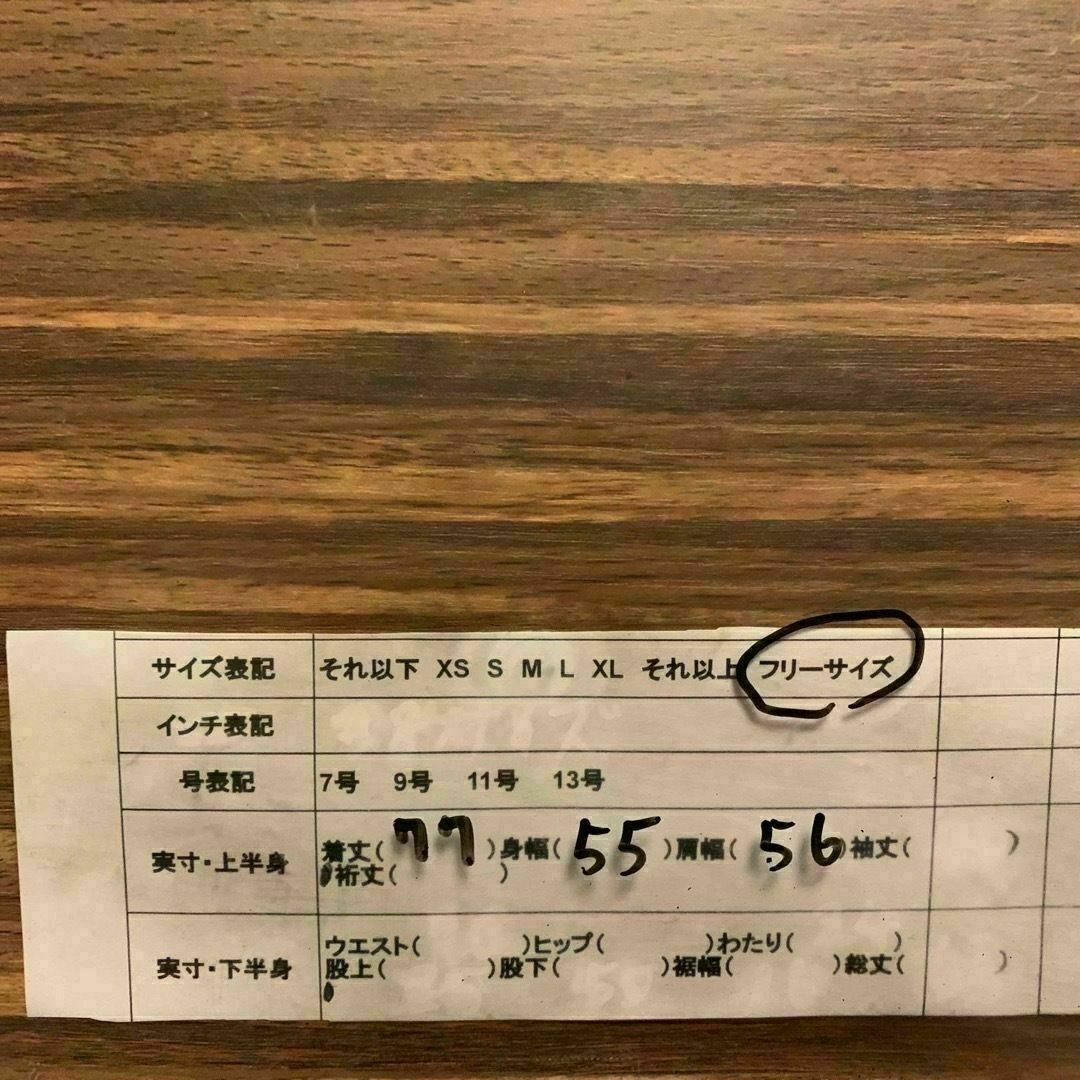 サイズ表記 それ以下 XS S M L XL それ以上 フリーサイズ
インチ表記
号表記 7号 9号 11号 13号
実寸・上半身 着丈( 77 )身幅( 55 )肩幅( 56 )袖丈( )
裄丈( )
実寸・下半身 ウエスト( )ヒップ( )わたり( )
股上( )股下( )裾幅( )総丈( )